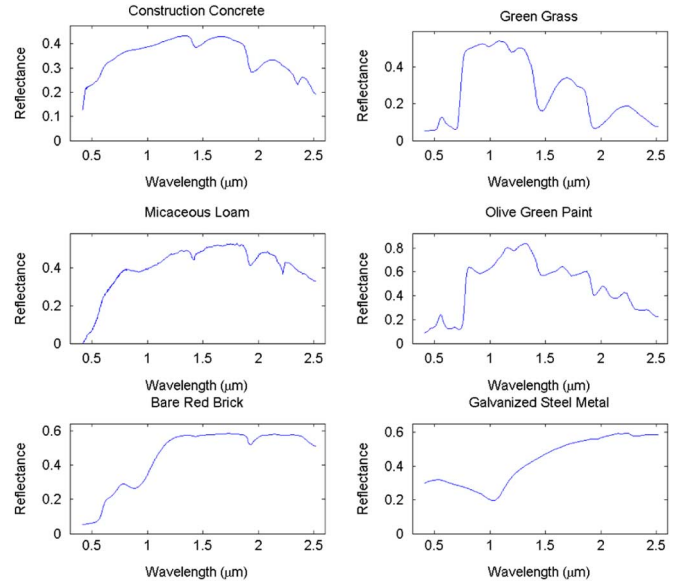 Construction Concrete
Reflectance
0.4
0.3
0.2
0.1
0
0.5 1 1.5 2 2.5
Wavelength (μm)
Green Grass
Reflectance
0.4
0.2
0
0.5 1 1.5 2 2.5
Wavelength (μm)
Micaceous Loam
Reflectance
0.4
0.2
0
0.5 1 1.5 2 2.5
Wavelength (μm)
Olive Green Paint
Reflectance
0.8
0.6
0.4
0.2
0
0.5 1 1.5 2 2.5
Wavelength (μm)
Bare Red Brick
Reflectance
0.6
0.4
0.2
0
0.5 1 1.5 2 2.5
Wavelength (μm)
Galvanized Steel Metal
Reflectance
0.6
0.4
0.2
0
0.5 1 1.5 2 2.5
Wavelength (μm)